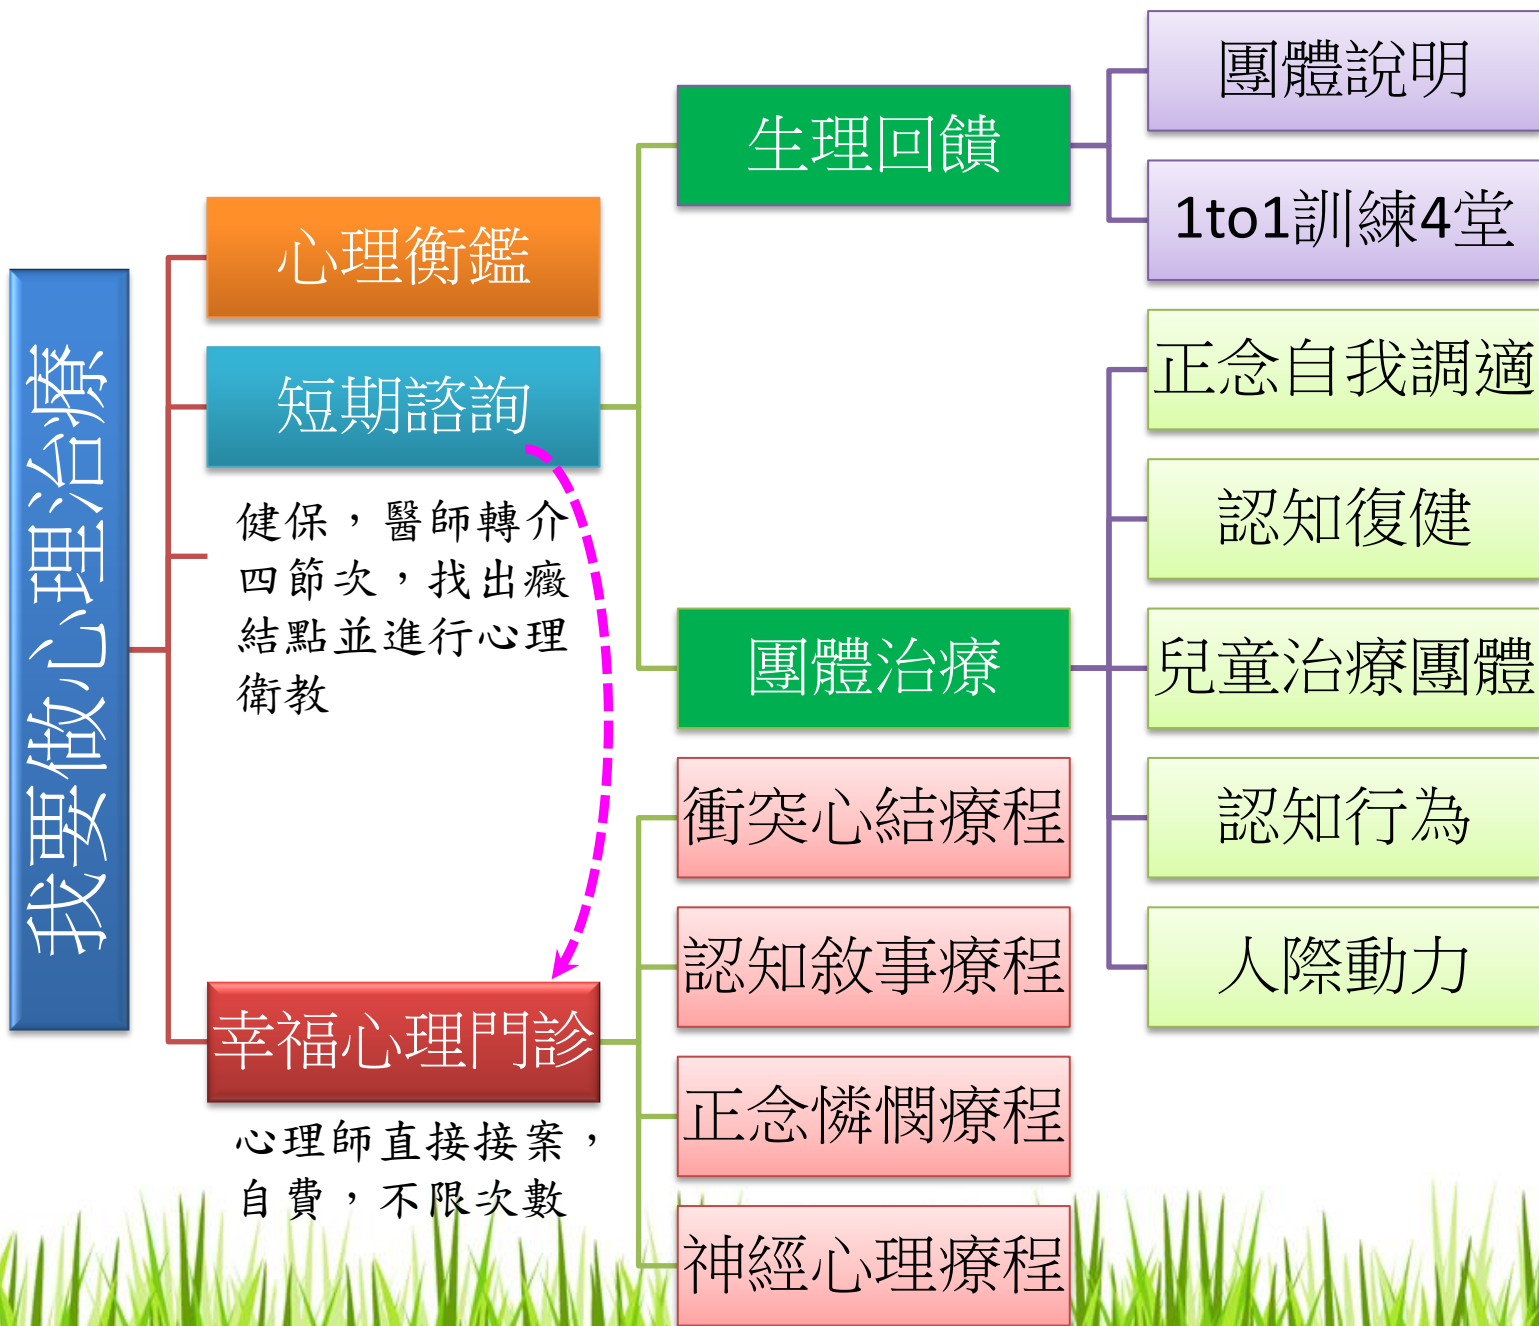 我要做心理治療
心理衡鑑
短期諮詢
健保，醫師轉介
四節次，找出癥
結點並進行心理
衛教
幸福心理門診
心理師直接接案，
自費，不限次數
生理回饋
團體說明
1to1訓練4堂
團體治療
正念自我調適
認知復健
兒童治療團體
認知行為
人際動力
衝突心結療程
認知敘事療程
正念憐憫療程
神經心理療程